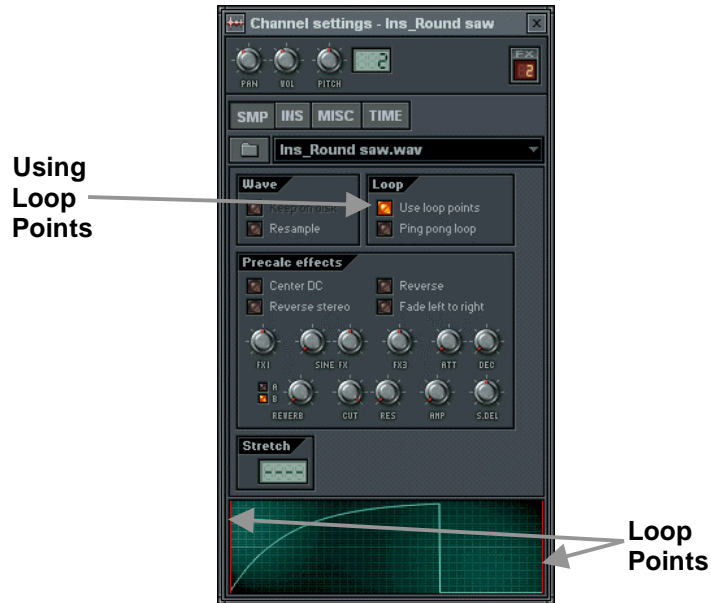 Channel settings - Ins_Round saw
2
FX
2
PAN VOL PITCH
SMP INS MISC TIME
Ins_Round saw.wav
Using
Loop
Points
Wave
Loop
Keep on disk
Use loop points
Resample
Ping pong loop
Precalc effects
Center DC
Reverse
Reverse stereo
Fade left to right
FX1 SINE FX FX3 ATT DEC
A
B
REVERB CUT RES AMP S.DEL
Stretch
----
Loop
Points